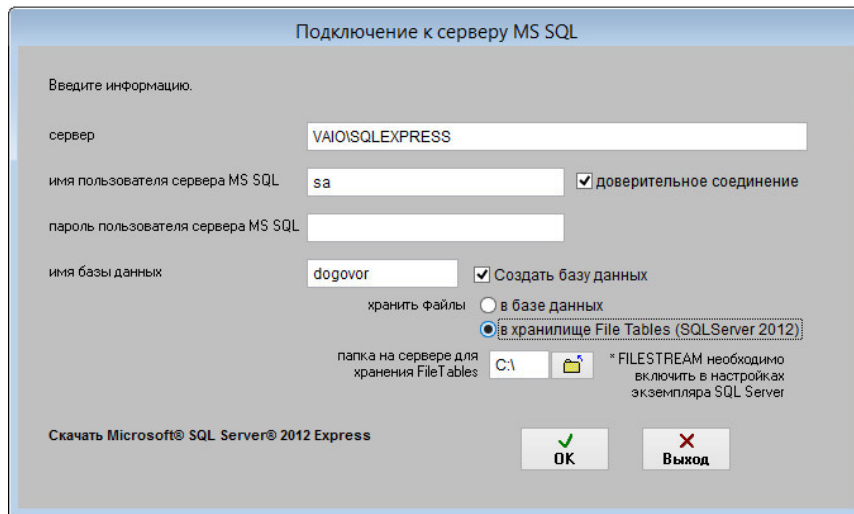 Подключение к серверу MS SQL
Введите информацию.
сервер
VAIO\SQLEXPRESS
имя пользователя сервера MS SQL
sa
доверительное соединение
пароль пользователя сервера MS SQL
имя базы данных
dogovor
Создать базу данных
хранить файлы
в базе данных
в хранилище File Tables (SQLServer 2012)
папка на сервере для
хранения FileTables
C:\
* FILESTREAM необходимо
включить в настройках
экземпляра SQL Server
Скачать Microsoft® SQL Server® 2012 Express
OK
Выход